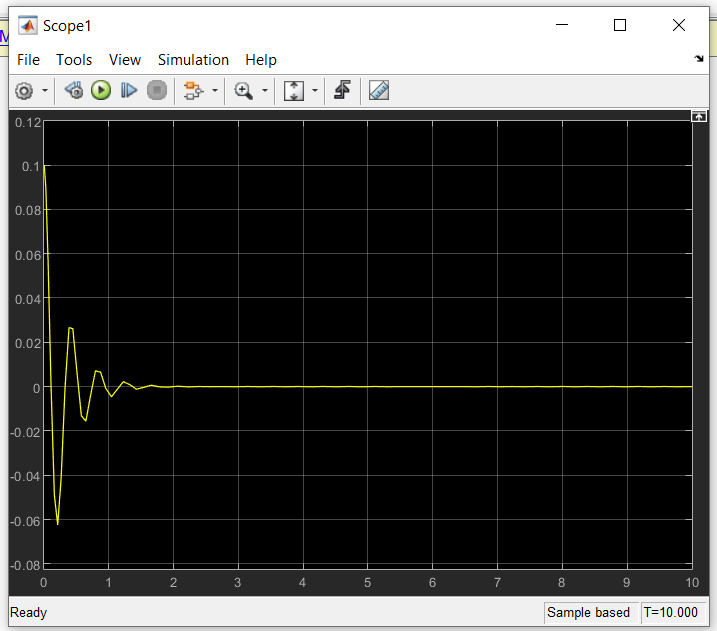 Scope1
File Tools View Simulation Help
0.12
0.1
0.08
0.06
0.04
0.02
0
-0.02
-0.04
-0.06
-0.08
0 1 2 3 4 5 6 7 8 9 10
Ready Sample based T=10.000